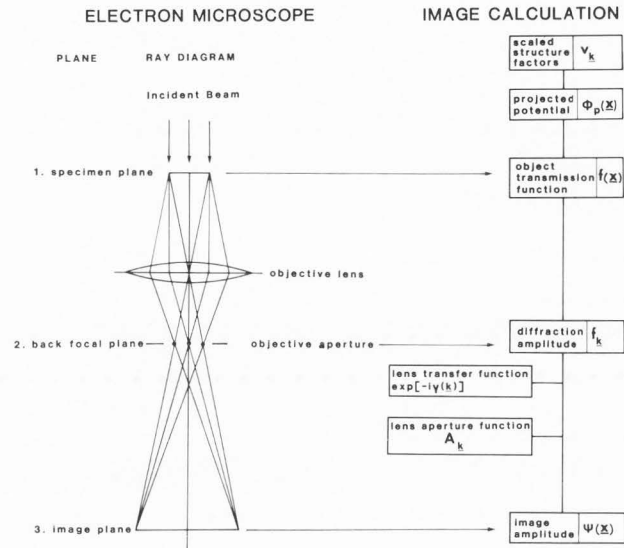 ELECTRON MICROSCOPE
IMAGE CALCULATION
PLANE
RAY DIAGRAM
Incident Beam
1. specimen plane
objective lens
2. back focal plane
objective aperture
3. image plane
scaled
structure
factors
V_k
projected
potential
Φ_p(x)
object
transmission
function
f(x)
diffraction
amplitude
f_k
lens transfer function
exp[-iγ(k)]
lens aperture function
A_k
image
amplitude
Ψ(x)